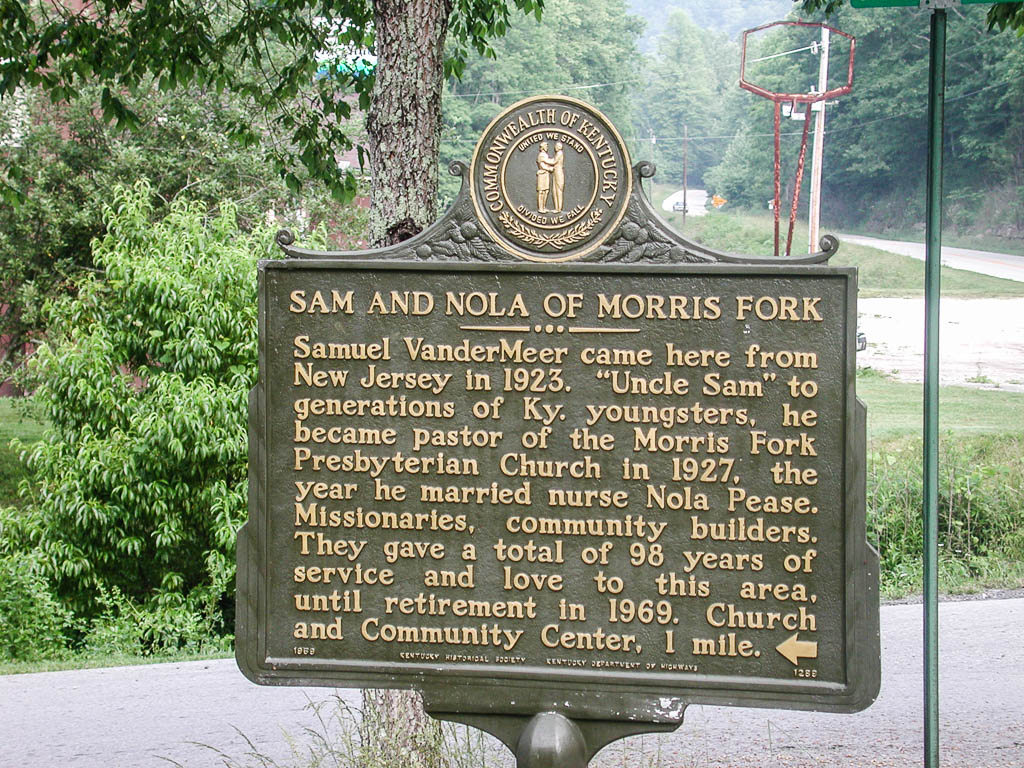 COMMONWEALTH OF KENTUCKY
UNITED WE STAND
DIVIDED WE FALL
SAM AND NOLA OF MORRIS FORK
Samuel VanderMeer came here from
New Jersey in 1923. "Uncle Sam" to
generations of Ky. youngsters, he
became pastor of the Morris Fork
Presbyterian Church in 1927, the
year he married nurse Nola Pease.
Missionaries, community builders.
They gave a total of 98 years of
service and love to this area,
until retirement in 1969. Church
and Community Center, 1 mile.
1969 KENTUCKY HISTORICAL SOCIETY KENTUCKY DEPARTMENT OF HIGHWAYS 1289